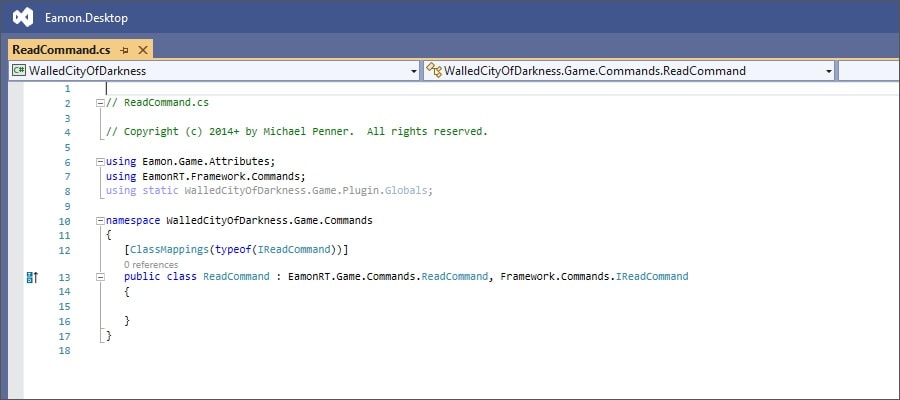 Eamon.Desktop
ReadCommand.cs
C# WalledCityOfDarkness WalledCityOfDarkness.Game.Commands.ReadCommand
1
2 // ReadCommand.cs
3
4 // Copyright (c) 2014+ by Michael Penner.  All rights reserved.
5
6 using Eamon.Game.Attributes;
7 using EamonRT.Framework.Commands;
8 using static WalledCityOfDarkness.Game.Plugin.Globals;
9
10 namespace WalledCityOfDarkness.Game.Commands
11 {
12 [ClassMappings(typeof(IReadCommand))]
0 references
13 public class ReadCommand : EamonRT.Game.Commands.ReadCommand, Framework.Commands.IReadCommand
14 {
15
16 }
17 }
18